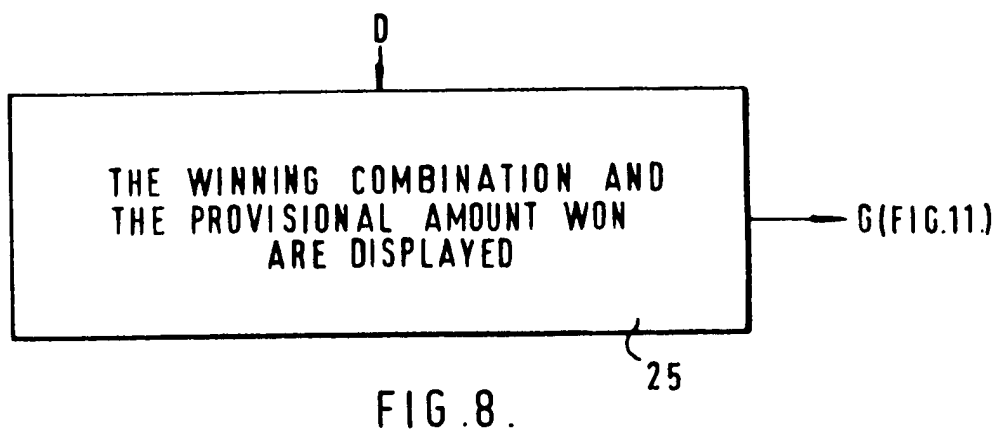 D
THE WINNING COMBINATION AND
THE PROVISIONAL AMOUNT WON
ARE DISPLAYED
G(FIG.11.)
25
FIG.8.